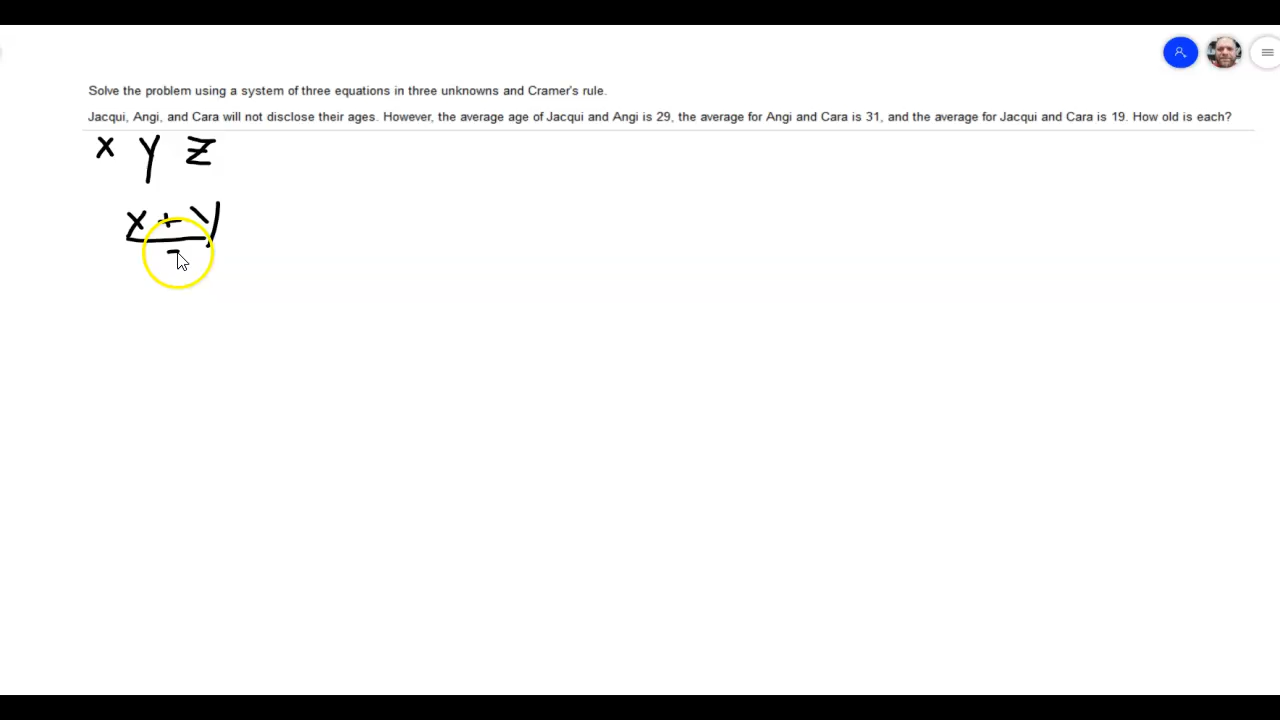 Solve the problem using a system of three equations in three unknowns and Cramer's rule.
Jacqui, Angi, and Cara will not disclose their ages. However, the average age of Jacqui and Angi is 29, the average for Angi and Cara is 31, and the average for Jacqui and Cara is 19. How old is each?
x y z
x + y